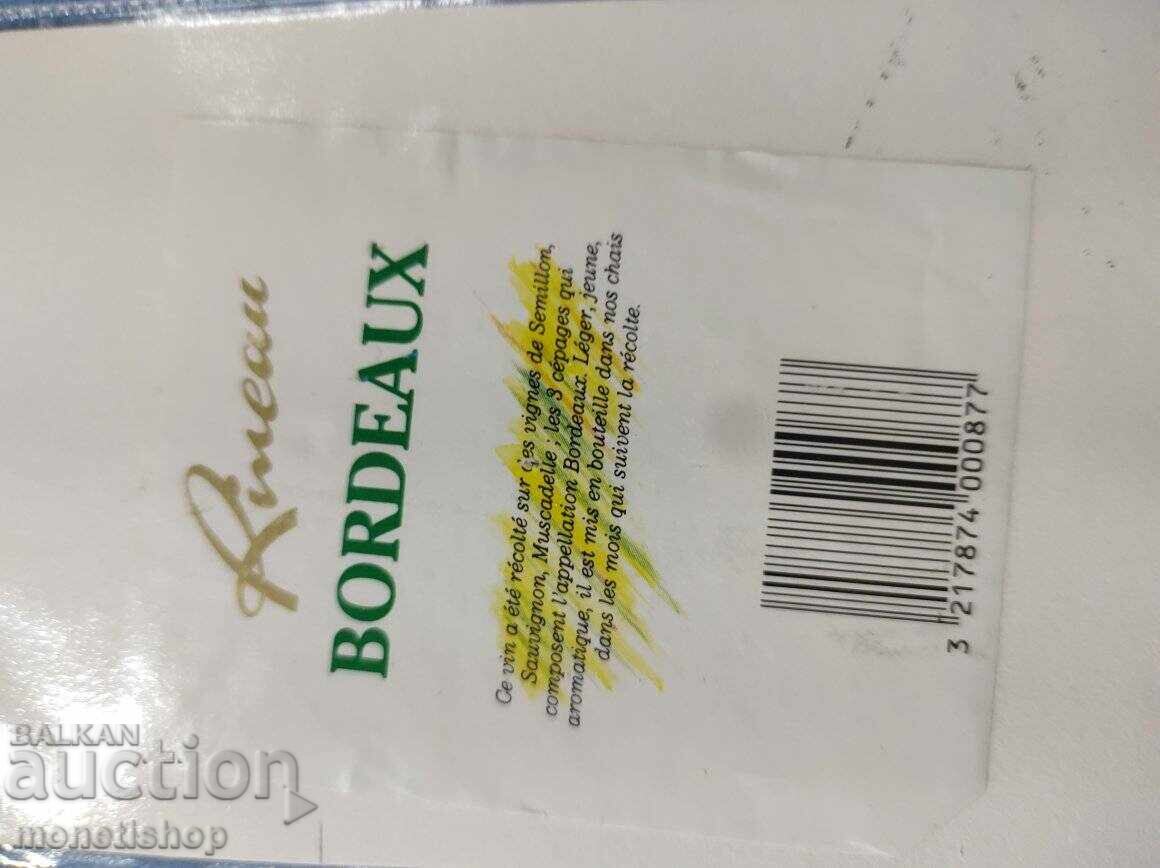 Rineau
BORDEAUX
Ce vin a été récolté sur des vignes de Semillon,
Sauvignon, Muscadelle ; les 3 cépages qui
composent l'appellation Bordeaux. Léger, jeune,
aromatique, il est mis en bouteille dans nos chais
dans les mois qui suivent la récolte.
3 217874 000877
BALKAN
auction
monetishop